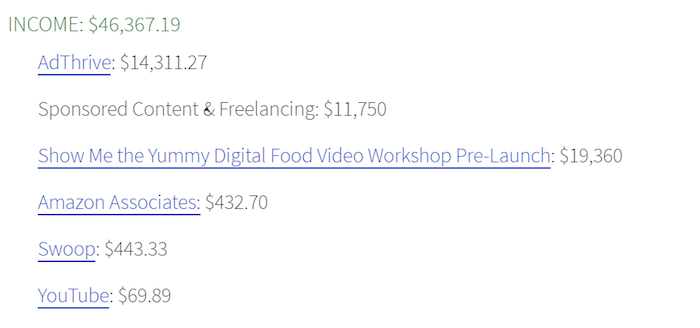 INCOME: $46,367.19
AdThrive: $14,311.27
Sponsored Content & Freelancing: $11,750
Show Me the Yummy Digital Food Video Workshop Pre-Launch: $19,360
Amazon Associates: $432.70
Swoop: $443.33
YouTube: $69.89